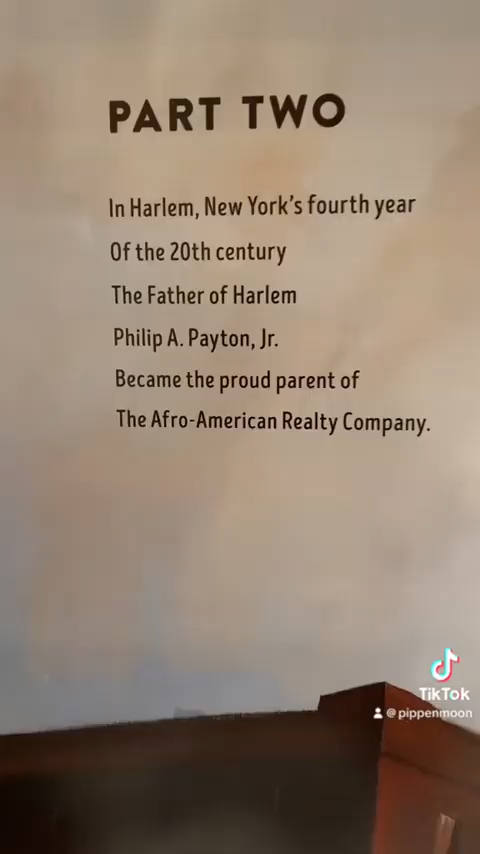 PART TWO
In Harlem, New York's fourth year
Of the 20th century
The Father of Harlem
Philip A. Payton, Jr.
Became the proud parent of
The Afro-American Realty Company.
TikTok
@pippenmoon